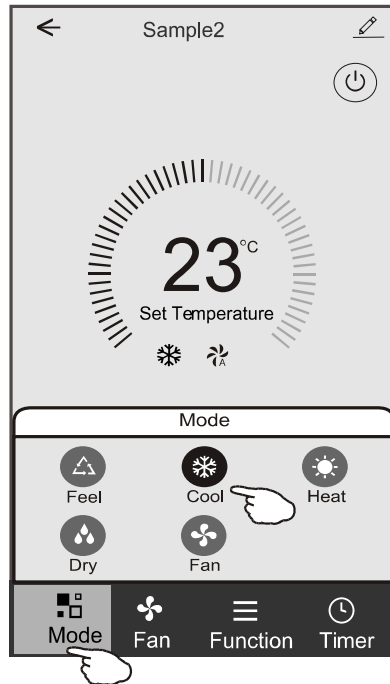 Sample2
23°C
Set Temperature
A
Mode
Feel Cool Heat
Dry Fan
Mode Fan Function Timer